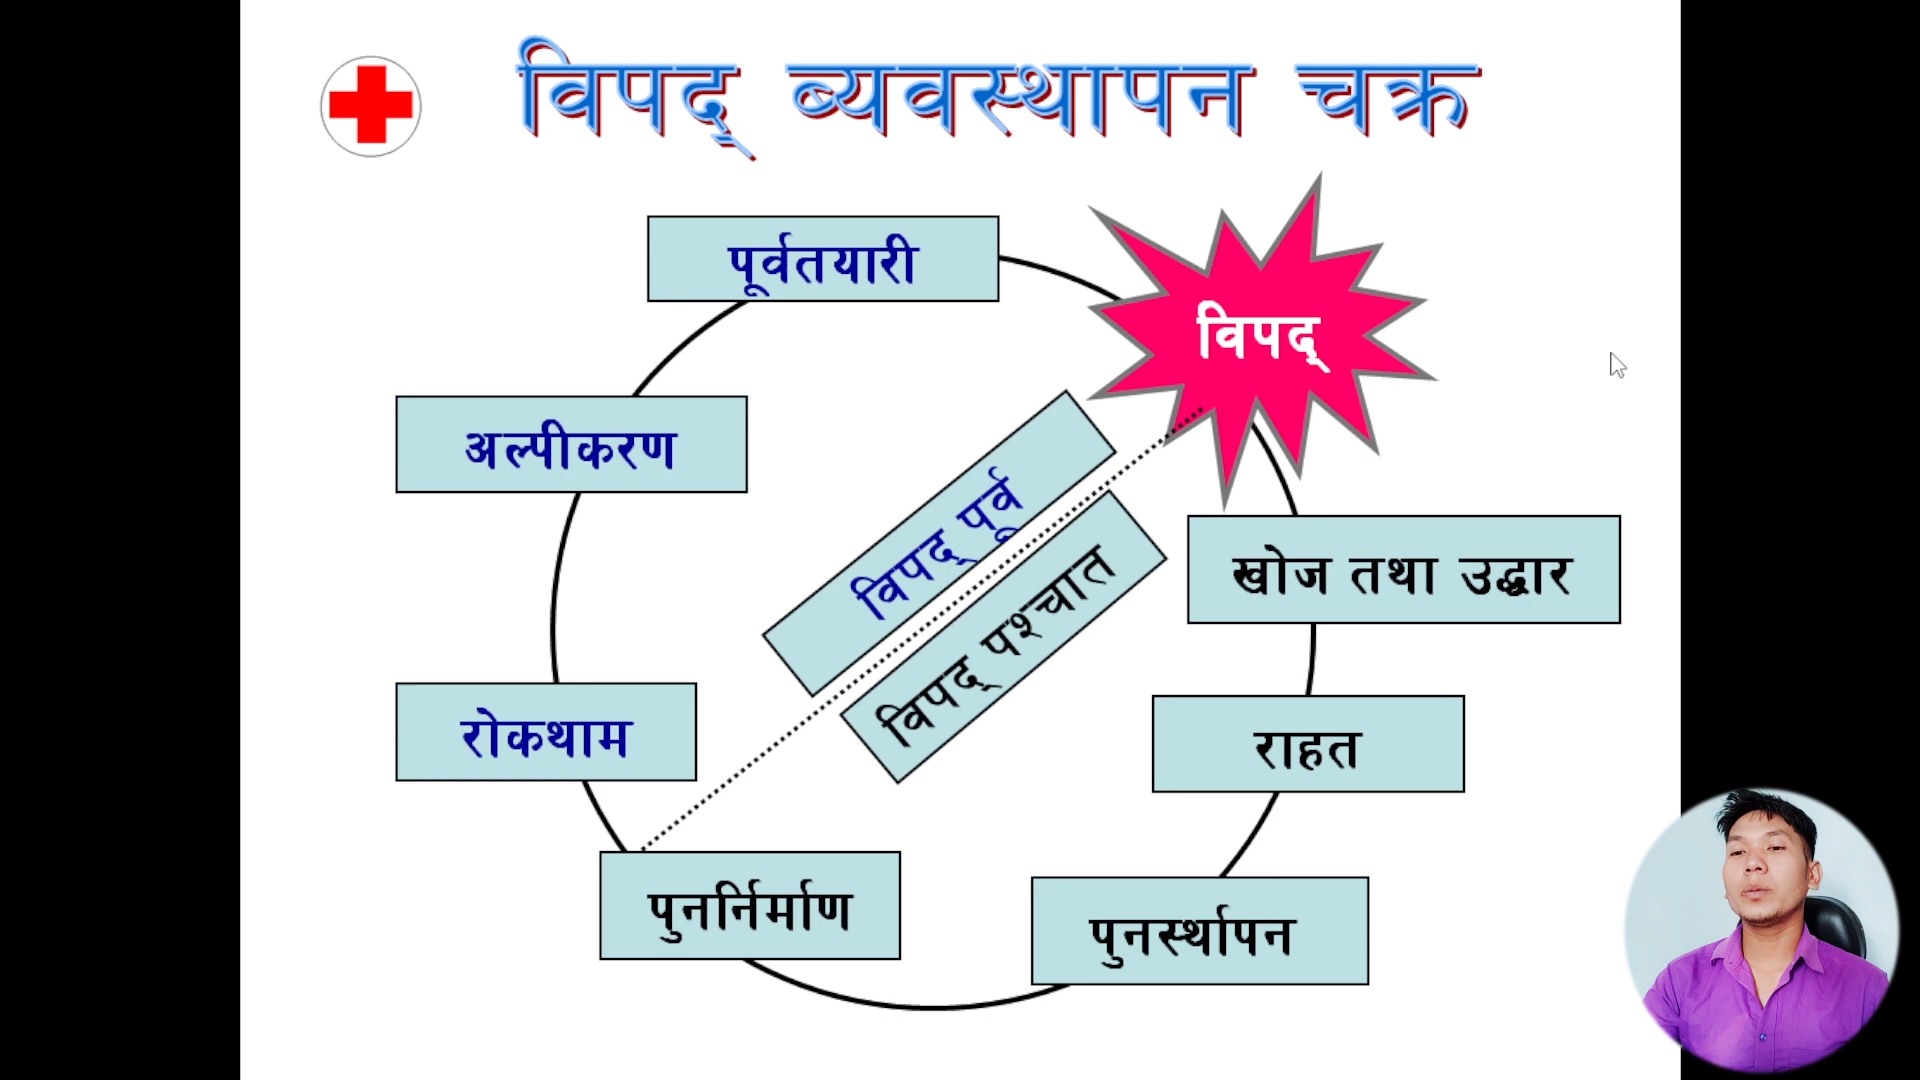 विपद् ब्यवस्थापन चक्र
पूर्वतयारी
विपद्
अल्पीकरण
विपद् पूर्व
विपद् पश्चात
खोज तथा उद्धार
रोकथाम
राहत
पुनर्निर्माण
पुनर्स्थापन